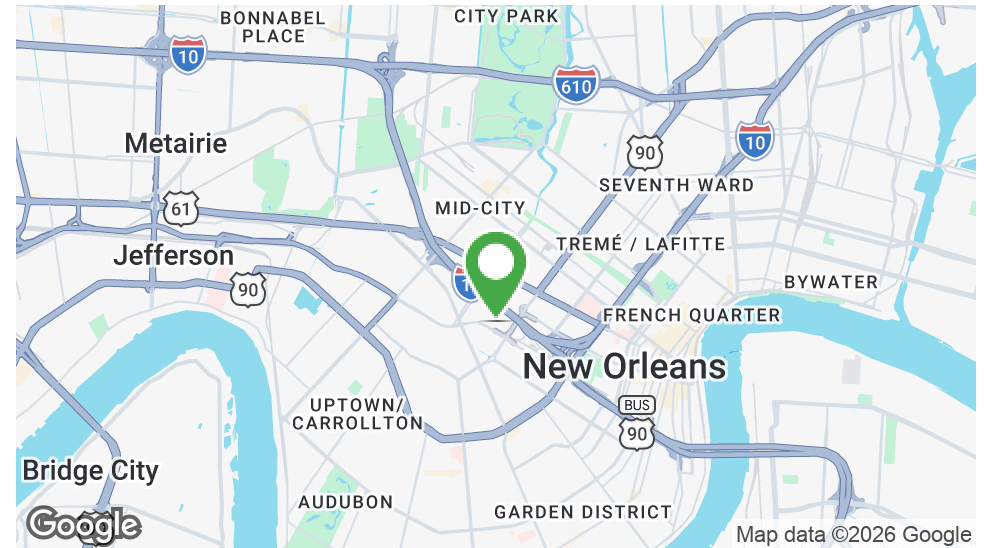 BONNABEL
PLACE
CITY PARK
10
610
Metairie
90
10
SEVENTH WARD
61
MID-CITY
TREMÉ / LAFITTE
Jefferson
90
BYWATER
FRENCH QUARTER
New Orleans
UPTOWN/
CARROLLTON
BUS
90
Bridge City
AUDUBON
GARDEN DISTRICT
Google
Map data ©2026 Google